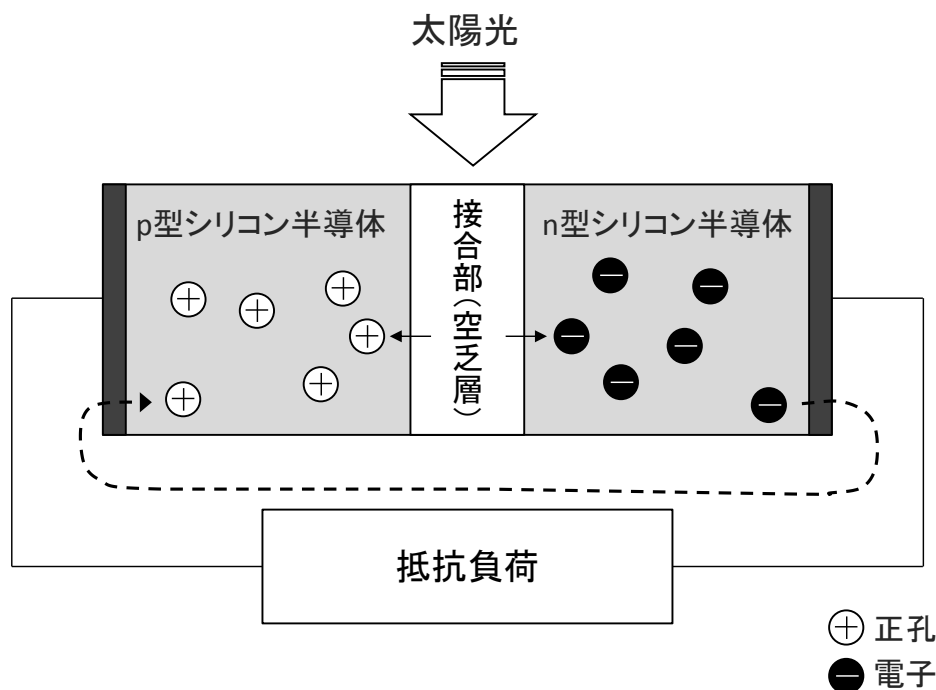 太陽光
p型シリコン半導体
接合部(空乏層)
n型シリコン半導体
抵抗負荷
正孔
電子